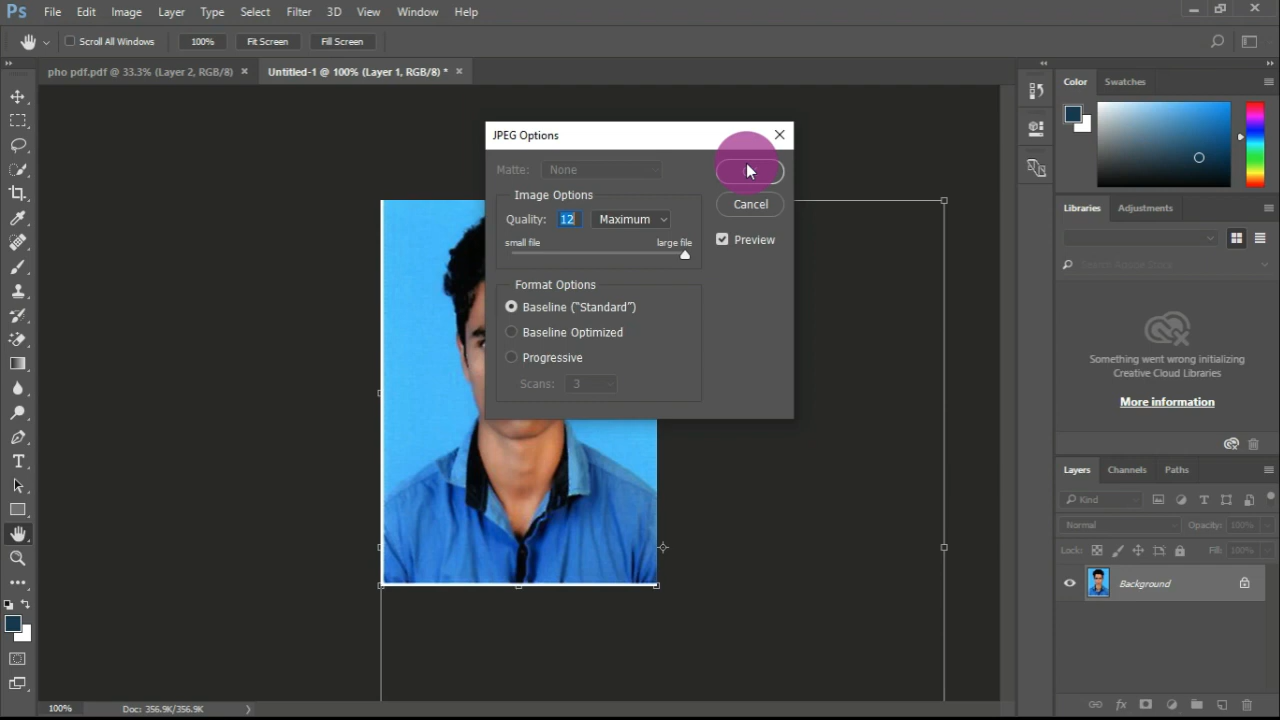 Ps File Edit Image Layer Type Select Filter 3D View Window Help
Scroll All Windows 100% Fit Screen Fill Screen
pho pdf.pdf @ 33.3% (Layer 2, RGB/8) × Untitled-1 @ 100% (Layer 1, RGB/8) * ×
JPEG Options
Matte: None
Image Options
Quality: 12 Maximum
small file large file
Cancel
Preview
Format Options
Baseline ("Standard")
Baseline Optimized
Progressive
Scans: 3
Color Swatches
Libraries Adjustments
Search Adobe Stock
Something went wrong initializing
Creative Cloud Libraries
More information
Layers Channels Paths
Kind
Normal Opacity: 100%
Lock: Fill: 100%
Background
100% Doc: 356.9K/356.9K